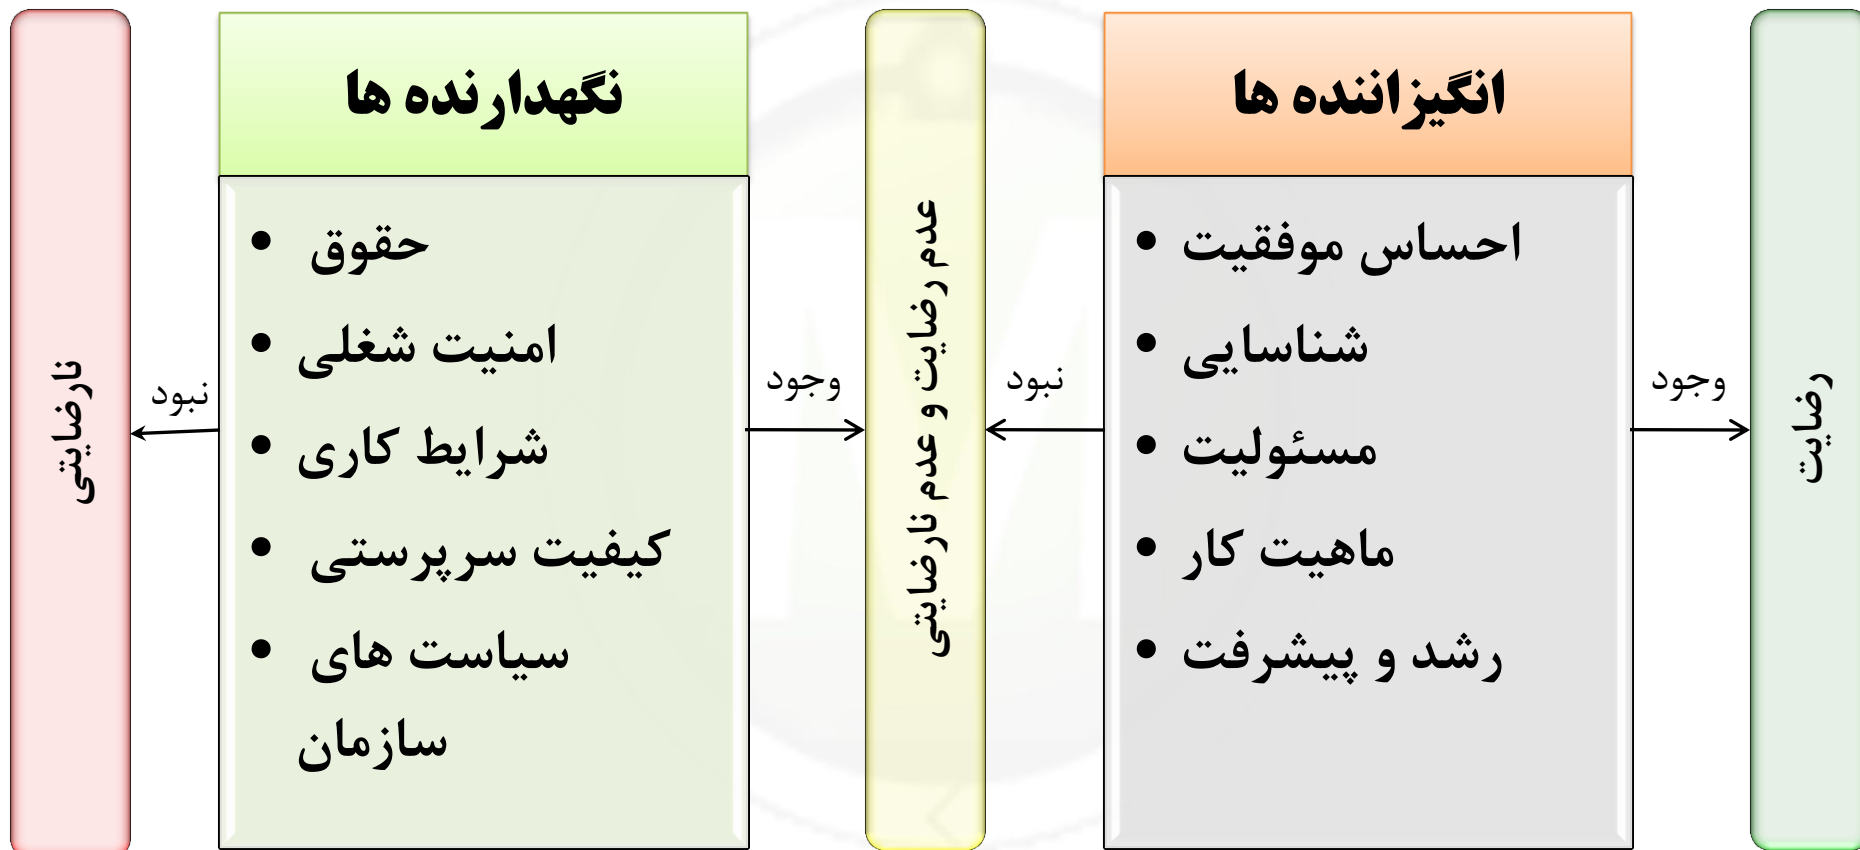 رضایت
وجود
انگیزاننده ها
• احساس موفقیت
• شناسایی
• مسئولیت
• ماهیت کار
• رشد و پیشرفت
نبود
عدم رضایت و عدم نارضایتی
وجود
نگهدارنده ها
• حقوق
• امنیت شغلی
• شرایط کاری
• کیفیت سرپرستی
• سیاست های
سازمان
نبود
نارضایتی